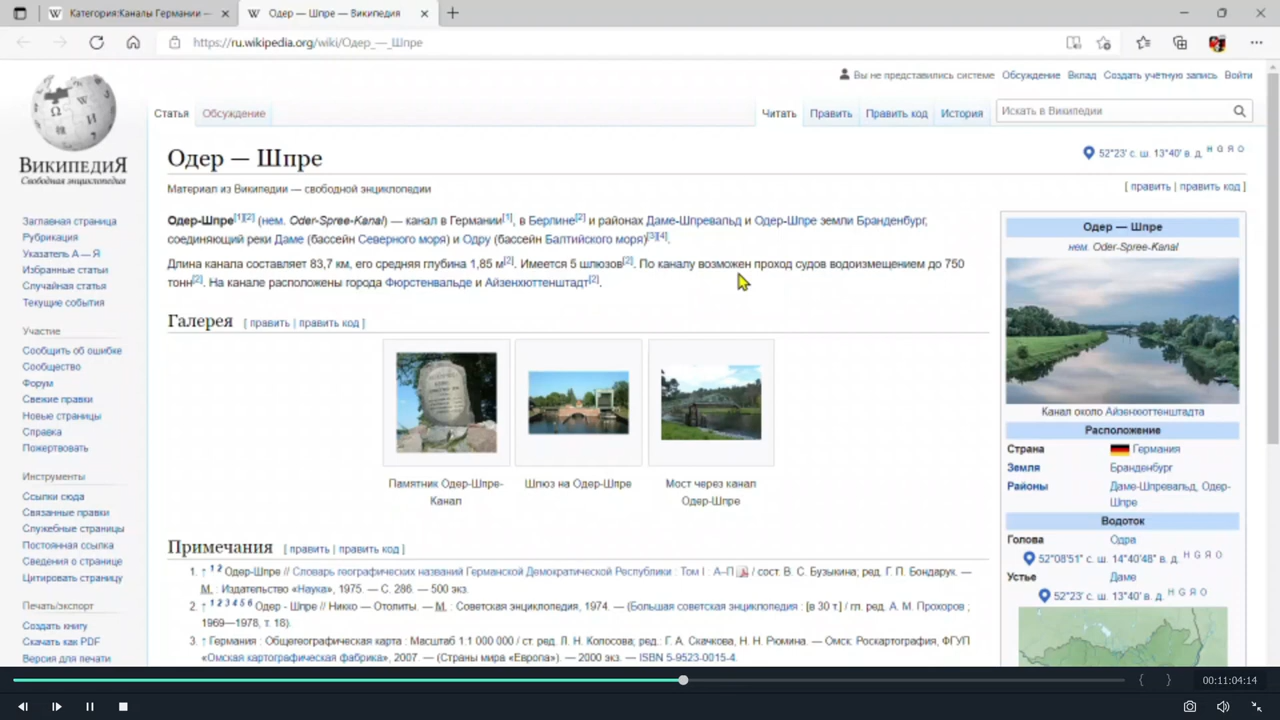 Категория:Каналы Германии —
Одер — Шпре — Википедия
https://ru.wikipedia.org/wiki/Одер_—_Шпре
Вы не представились системе Обсуждение Вклад Создать учётную запись Войти
Статья Обсуждение Читать Править Править код История Искать в Википедии
ВИКИПЕДИЯ
Свободная энциклопедия
Заглавная страница
Рубрикация
Указатель А — Я
Избранные статьи
Случайная статья
Текущие события
Участие
Сообщить об ошибке
Сообщество
Форум
Свежие правки
Новые страницы
Справка
Пожертвовать
Инструменты
Ссылки сюда
Связанные правки
Служебные страницы
Постоянная ссылка
Сведения о странице
Цитировать страницу
Печать/экспорт
Создать книгу
Скачать как PDF
Версия для печати
Одер — Шпре
52°23′ с. ш. 13°40′ в. д. H G Я O
Материал из Википедии — свободной энциклопедии
[ править | править код ]
Одер-Шпре[1][2] (нем. Oder-Spree-Kanal) — канал в Германии[1], в Берлине[2] и районах Даме-Шпревальд и Одер-Шпре земли Бранденбург,
соединяющий реки Даме (бассейн Северного моря) и Одру (бассейн Балтийского моря)[3][4].
Длина канала составляет 83,7 км, его средняя глубина 1,85 м[2]. Имеется 5 шлюзов[2]. По каналу возможен проход судов водоизмещением до 750
тонн[2]. На канале расположены города Фюрстенвальде и Айзенхюттенштадт[2].
Галерея [ править | править код ]
Памятник Одер-Шпре-
Канал
Шлюз на Одер-Шпре
Мост через канал
Одер-Шпре
Примечания [ править | править код ]
1. ↑ 1 2 Одер-Шпре // Словарь географических названий Германской Демократической Республики : Том I : А–П / сост. В. С. Бузыкина; ред. Г. П. Бондарук. —
М. : Издательство «Наука», 1975. — С. 286. — 500 экз.
2. ↑ 1 2 3 4 5 6 Одер - Шпре // Никко — Отолиты. — М. : Советская энциклопедия, 1974. — (Большая советская энциклопедия : [в 30 т.] / гл. ред. А. М. Прохоров ;
1969—1978, т. 18).
3. ↑ Германия : Общегеографическая карта : Масштаб 1:1 000 000 / ст. ред. Л. Н. Колосова; ред.: Г. А. Скачкова, Н. Н. Рюмина. — Омск: Роскартография, ФГУП
«Омская картографическая фабрика», 2007. — (Страны мира «Европа»). — 2000 экз. — ISBN 5-9523-0015-4.
Одер — Шпре
нем. Oder-Spree-Kanal
Канал около Айзенхюттенштадта
Расположение
Страна Германия
Земля Бранденбург
Районы Даме-Шпревальд, Одер-
Шпре
Водоток
Голова Одра
52°08′51″ с. ш. 14°40′48″ в. д. H G Я O
Устье Даме
52°23′ с. ш. 13°40′ в. д. H G Я O
{ } 00:11:04:14